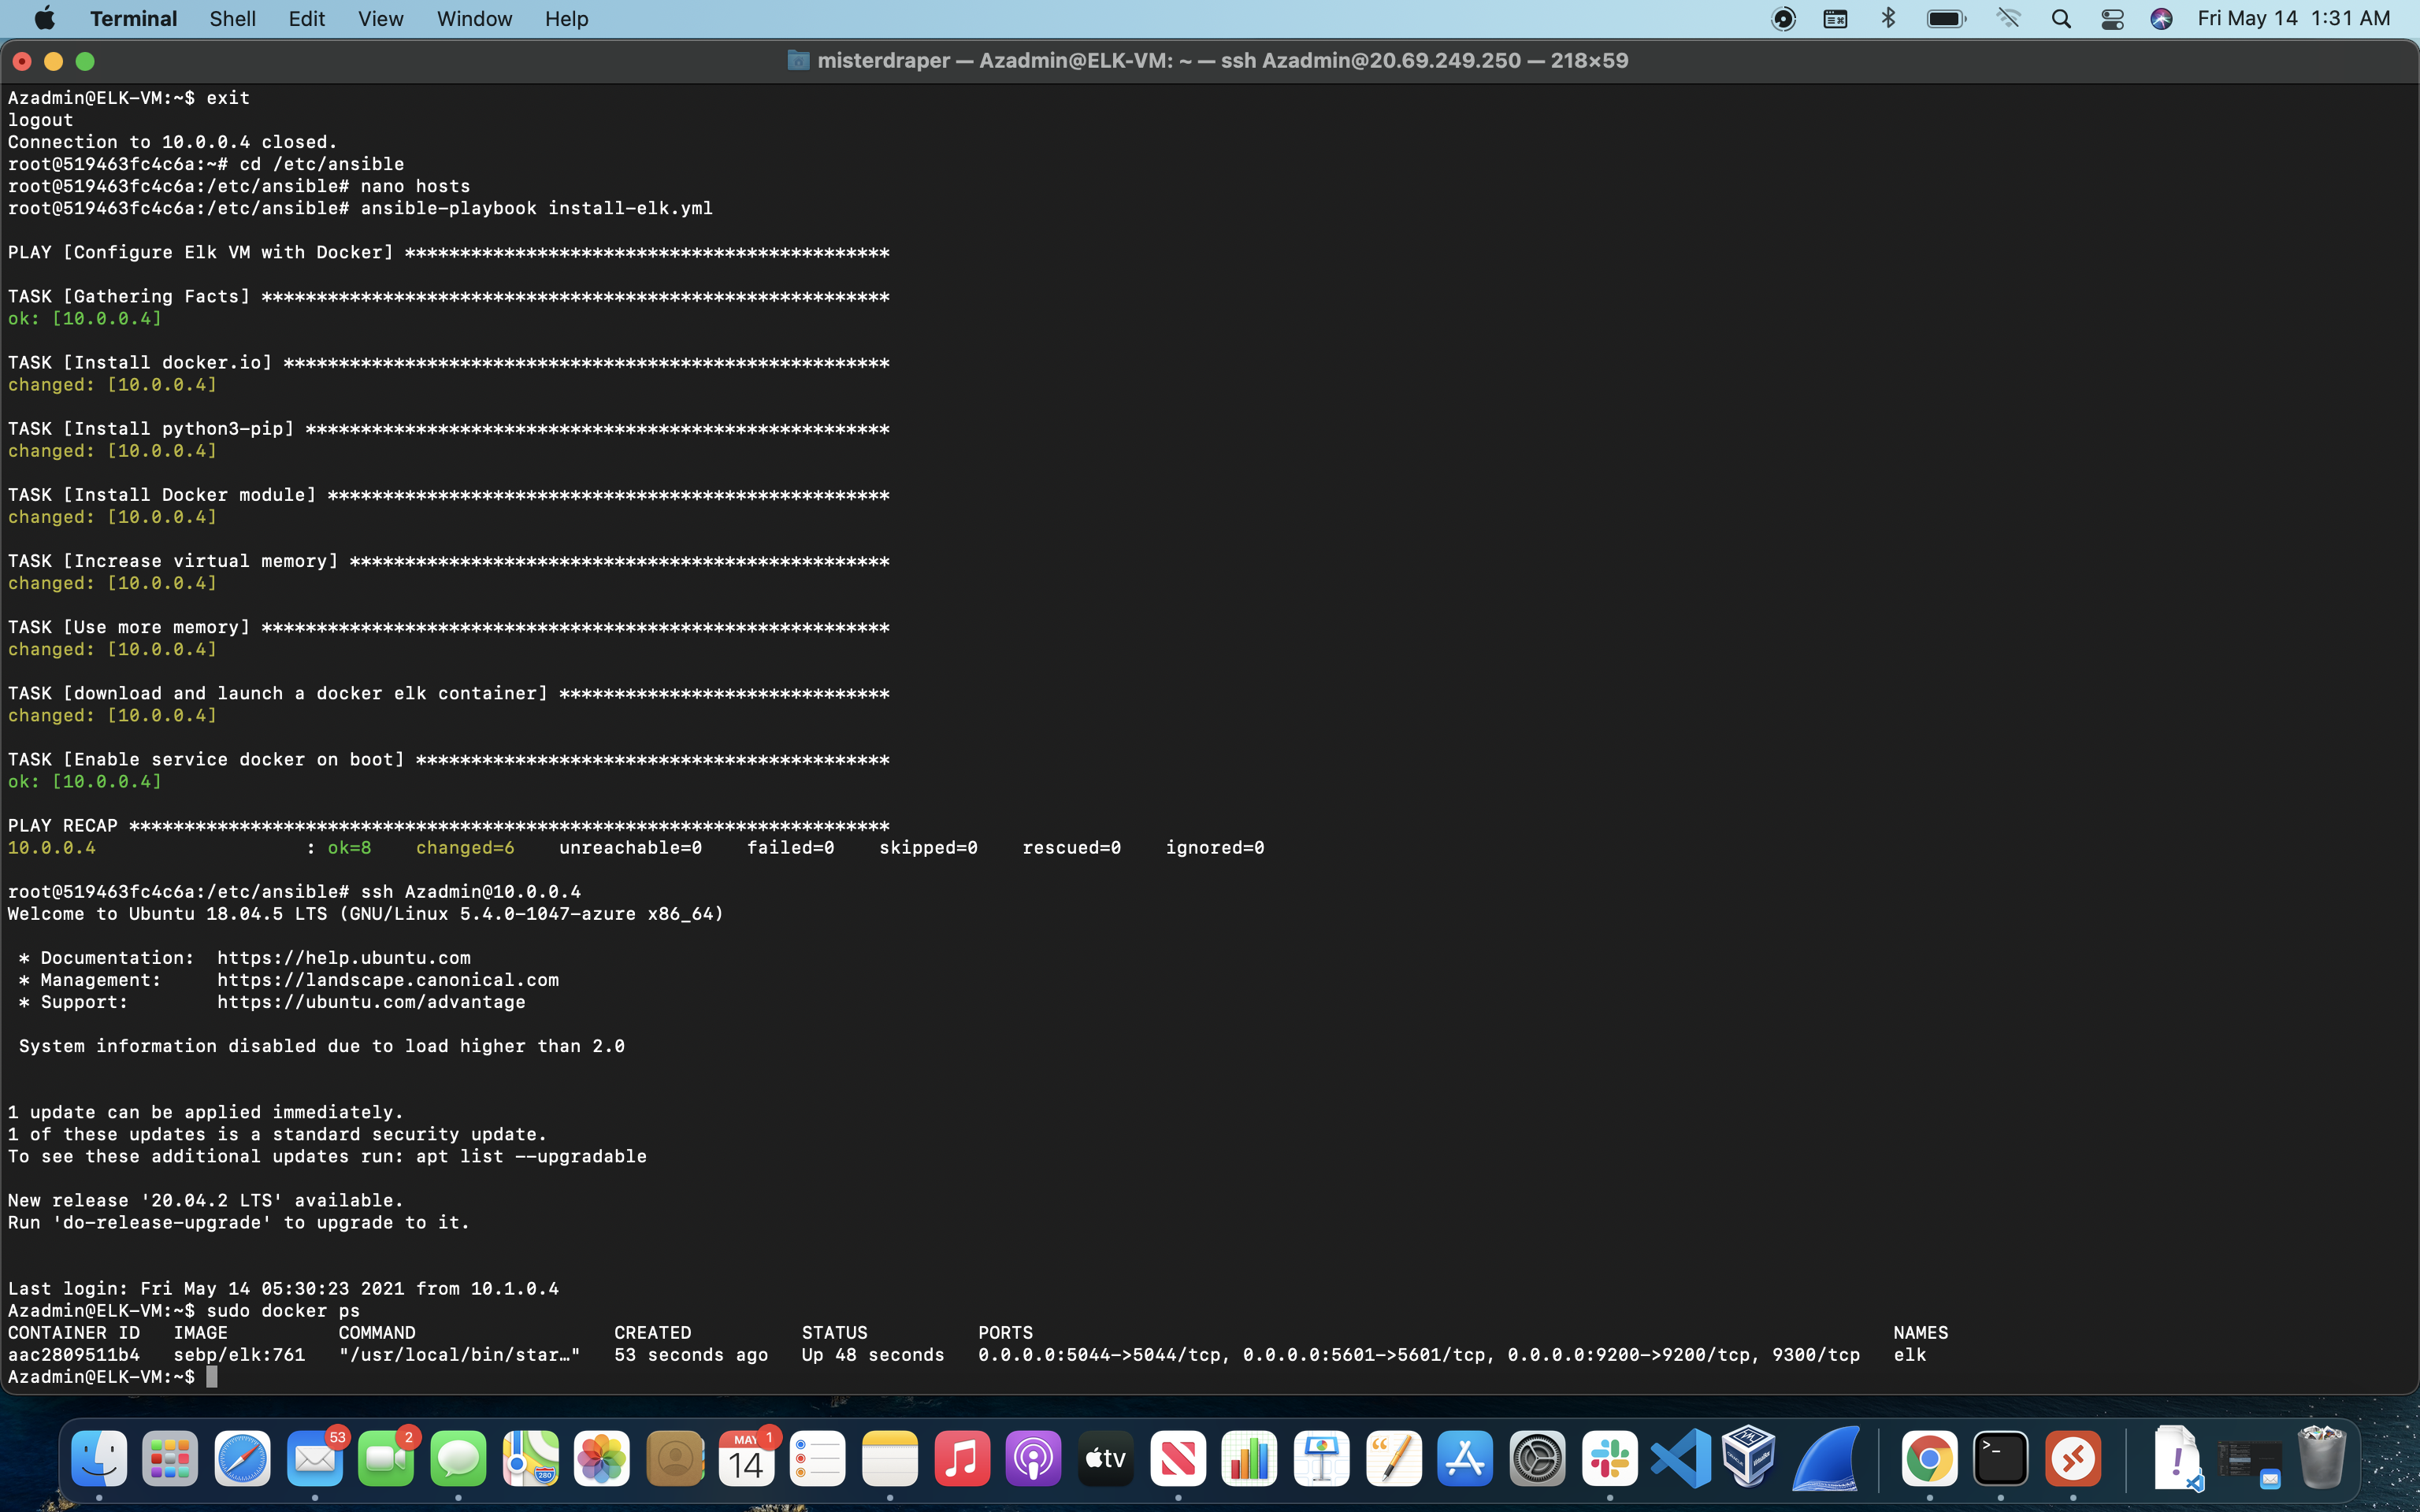 Terminal Shell Edit View Window Help Fri May 14 1:31 AM
misterdraper — Azadmin@ELK-VM: ~ — ssh Azadmin@20.69.249.250 — 218×59
Azadmin@ELK-VM:~$ exit
logout
Connection to 10.0.0.4 closed.
root@519463fc4c6a:~# cd /etc/ansible
root@519463fc4c6a:/etc/ansible# nano hosts
root@519463fc4c6a:/etc/ansible# ansible-playbook install-elk.yml
PLAY [Configure Elk VM with Docker] ********************************************
TASK [Gathering Facts] *********************************************************
ok: [10.0.0.4]
TASK [Install docker.io] *******************************************************
changed: [10.0.0.4]
TASK [Install python3-pip] *****************************************************
changed: [10.0.0.4]
TASK [Install Docker module] ***************************************************
changed: [10.0.0.4]
TASK [Increase virtual memory] *************************************************
changed: [10.0.0.4]
TASK [Use more memory] *********************************************************
changed: [10.0.0.4]
TASK [download and launch a docker elk container] ******************************
changed: [10.0.0.4]
TASK [Enable service docker on boot] *******************************************
ok: [10.0.0.4]
PLAY RECAP *********************************************************************
10.0.0.4                   : ok=8    changed=6    unreachable=0    failed=0    skipped=0    rescued=0    ignored=0
root@519463fc4c6a:/etc/ansible# ssh Azadmin@10.0.0.4
Welcome to Ubuntu 18.04.5 LTS (GNU/Linux 5.4.0-1047-azure x86_64)
* Documentation:  https://help.ubuntu.com
* Management:     https://landscape.canonical.com
* Support:        https://ubuntu.com/advantage
System information disabled due to load higher than 2.0
1 update can be applied immediately.
1 of these updates is a standard security update.
To see these additional updates run: apt list --upgradable
New release '20.04.2 LTS' available.
Run 'do-release-upgrade' to upgrade to it.
Last login: Fri May 14 05:30:23 2021 from 10.1.0.4
Azadmin@ELK-VM:~$ sudo docker ps
CONTAINER ID   IMAGE          COMMAND                  CREATED          STATUS          PORTS                                                                              NAMES
aac2809511b4   sebp/elk:761   "/usr/local/bin/star…"   53 seconds ago   Up 48 seconds   0.0.0.0:5044->5044/tcp, 0.0.0.0:5601->5601/tcp, 0.0.0.0:9200->9200/tcp, 9300/tcp   elk
Azadmin@ELK-VM:~$
53 2 280 MAY 1 14 tv >_